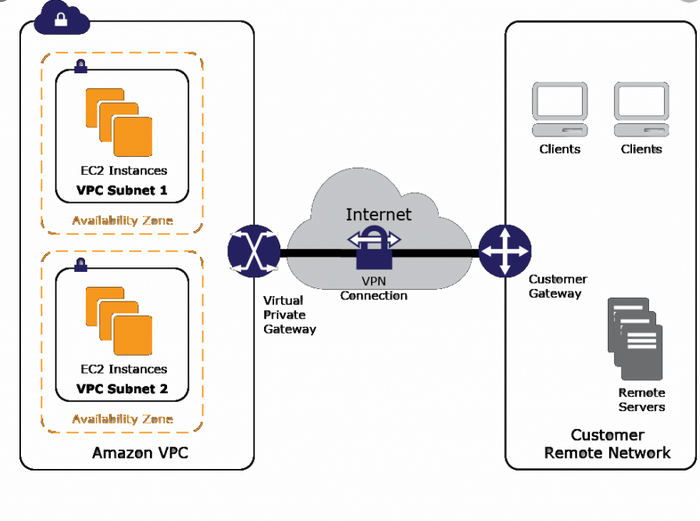 EC2 Instances
VPC Subnet 1
Availability Zone
EC2 Instances
VPC Subnet 2
Availability Zone
Amazon VPC
Virtual
Private
Gateway
Internet
VPN
Connection
Customer
Gateway
Clients
Clients
Remote
Servers
Customer
Remote Network